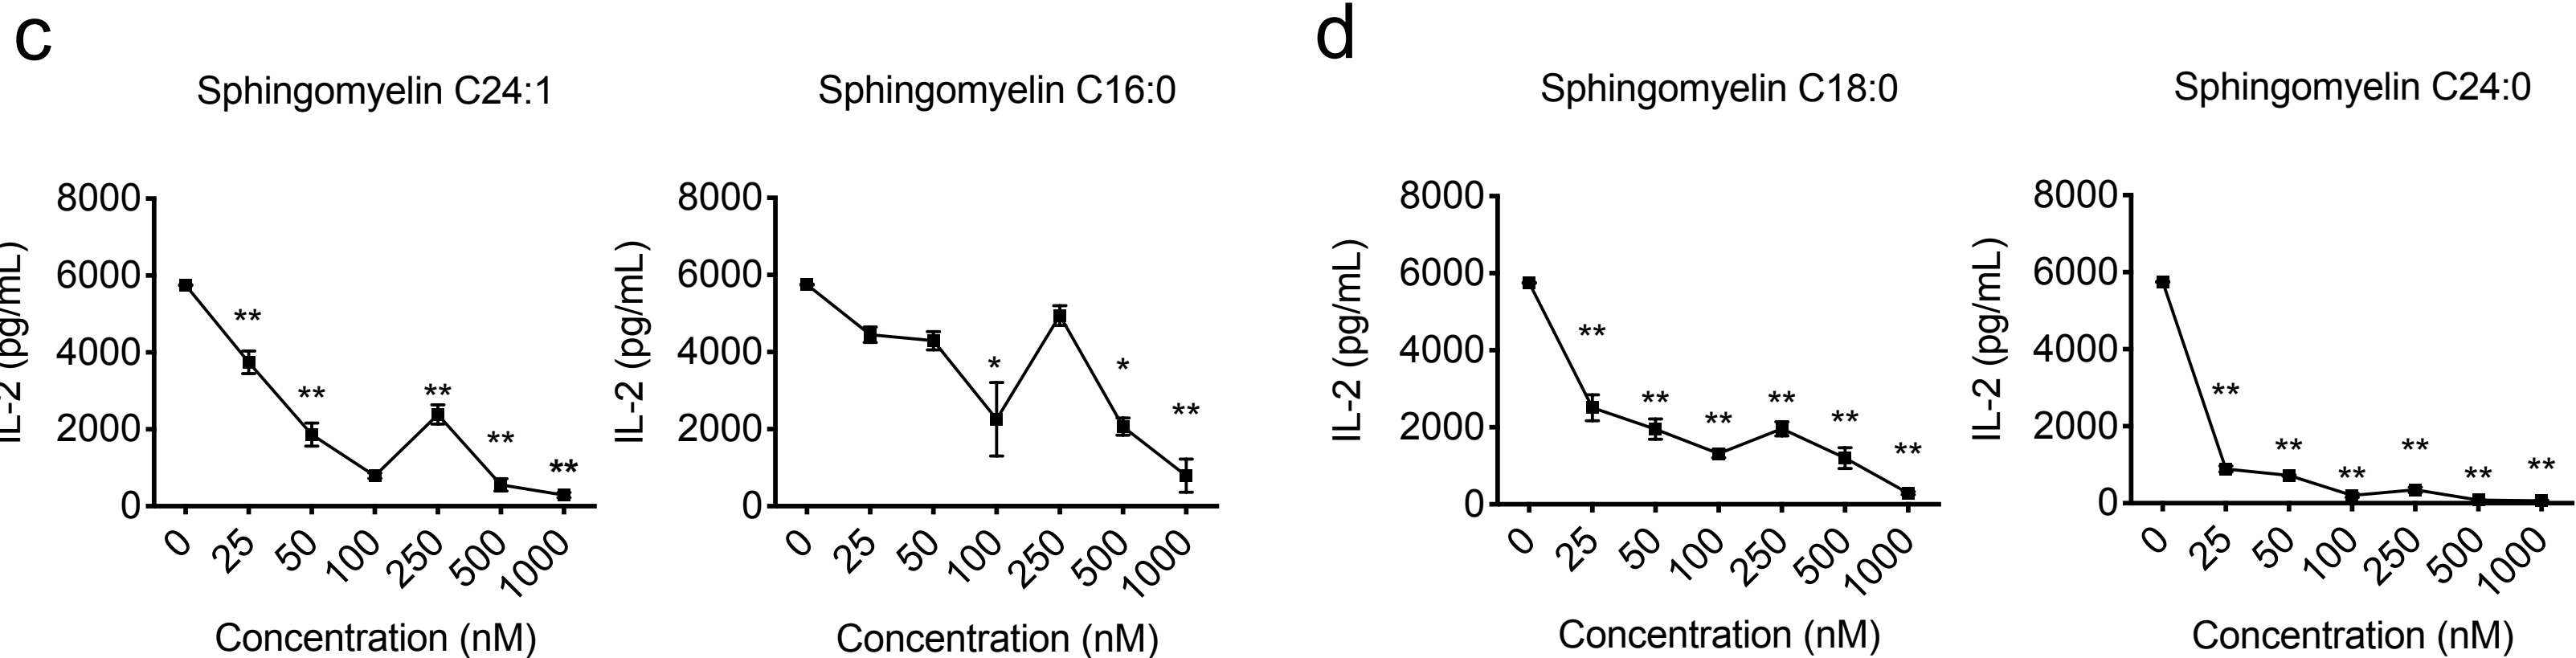 c
d
Sphingomyelin C24:1
Sphingomyelin C16:0
Sphingomyelin C18:0
Sphingomyelin C24:0
IL-2 (pg/mL)
8000
6000
4000
2000
0
**
**
**
**
**
0 25 50 100 250 500 1000
Concentration (nM)
IL-2 (pg/mL)
8000
6000
4000
2000
0
*
*
**
0 25 50 100 250 500 1000
Concentration (nM)
IL-2 (pg/mL)
8000
6000
4000
2000
0
**
**
**
**
**
**
0 25 50 100 250 500 1000
Concentration (nM)
IL-2 (pg/mL)
8000
6000
4000
2000
0
**
**
**
**
**
**
0 25 50 100 250 500 1000
Concentration (nM)